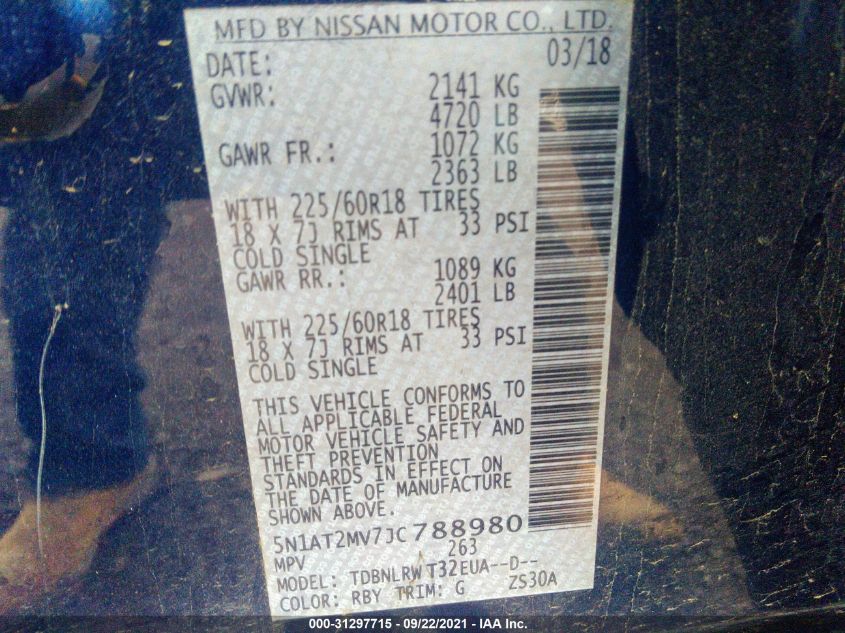 MFD BY NISSAN MOTOR CO., LTD.
DATE: 03/18
GVWR: 2141 KG
4720 LB
GAWR FR.: 1072 KG
2363 LB
WITH 225/60R18 TIRES
18 X 7J RIMS AT 33 PSI
COLD SINGLE
GAWR RR.: 1089 KG
2401 LB
WITH 225/60R18 TIRES
18 X 7J RIMS AT 33 PSI
COLD SINGLE
THIS VEHICLE CONFORMS TO
ALL APPLICABLE FEDERAL
MOTOR VEHICLE SAFETY AND
THEFT PREVENTION
STANDARDS IN EFFECT ON
THE DATE OF MANUFACTURE
SHOWN ABOVE.
5N1AT2MV7JC788980
MPV 263
MODEL: TDBNLRWT32EUA--D--
COLOR: RBY TRIM: G ZS30A
000-31297715 - 09/22/2021 - IAA Inc.